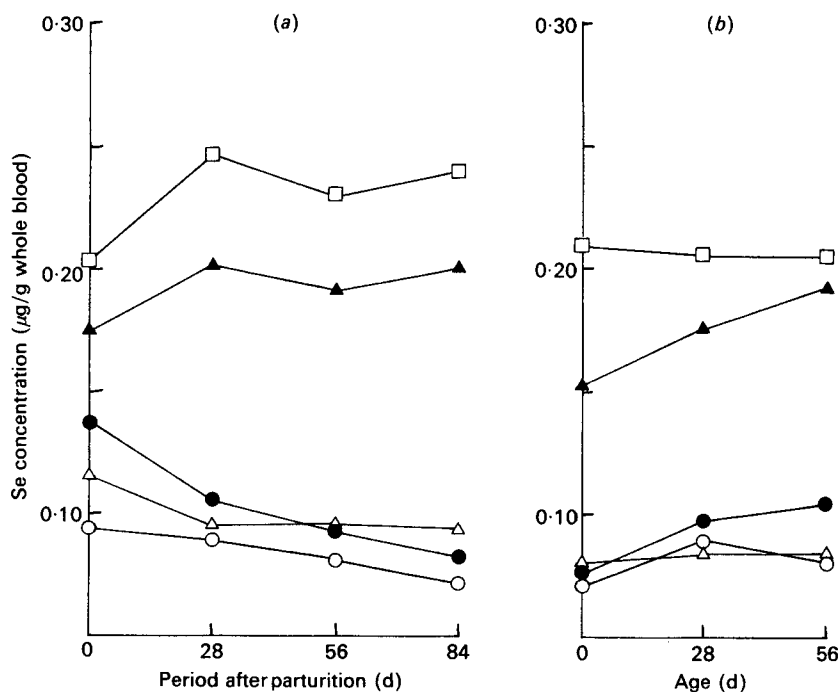 (a)
(b)
Se concentration (μg/g whole blood)
0·30
0·20
0·10
0 28 56 84
Period after parturition (d)
0·30
0·20
0·10
0 28 56
Age (d)